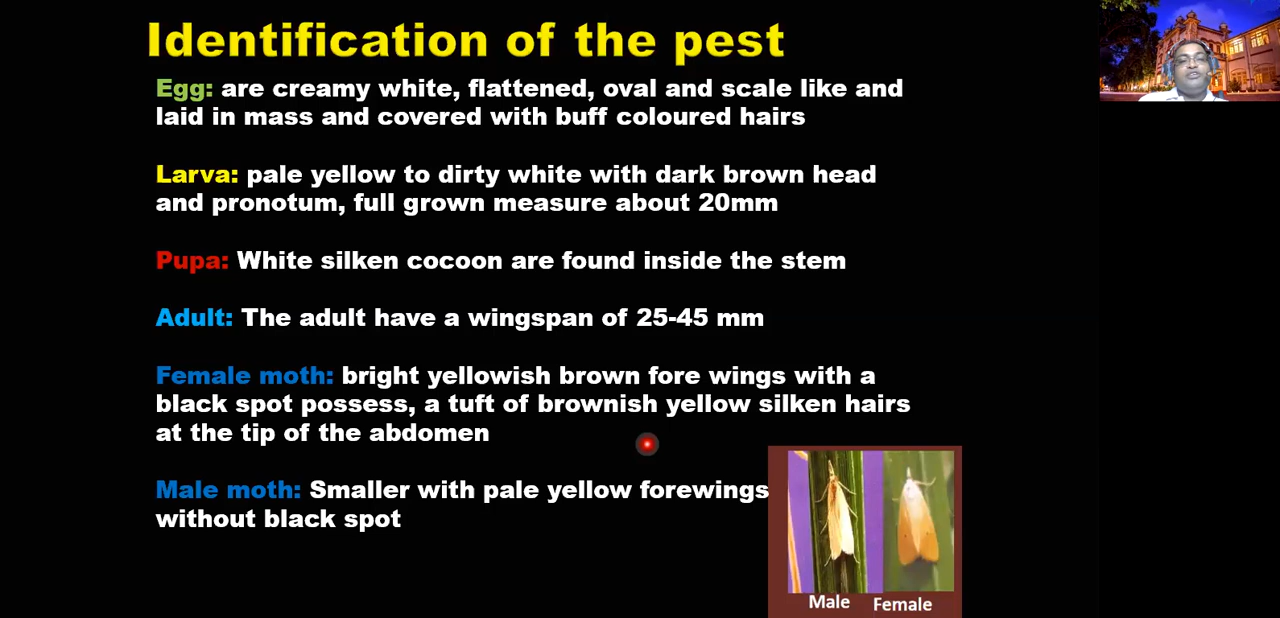 Identification of the pest
Egg: are creamy white, flattened, oval and scale like and
laid in mass and covered with buff coloured hairs
Larva: pale yellow to dirty white with dark brown head
and pronotum, full grown measure about 20mm
Pupa: White silken cocoon are found inside the stem
Adult: The adult have a wingspan of 25-45 mm
Female moth: bright yellowish brown fore wings with a
black spot possess, a tuft of brownish yellow silken hairs
at the tip of the abdomen
Male moth: Smaller with pale yellow forewings
without black spot
Male Female